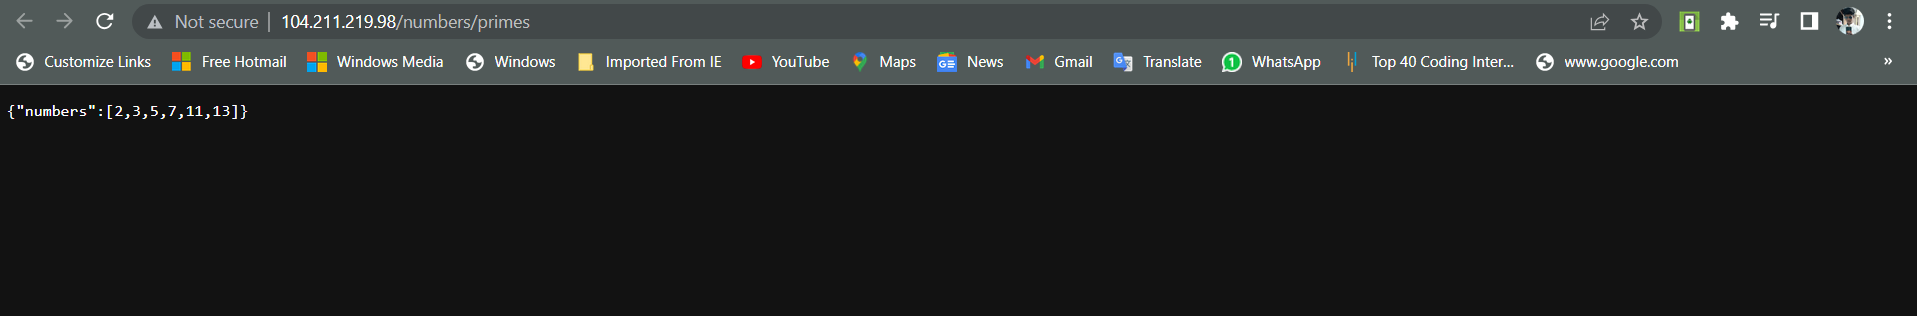 Not secure | 104.211.219.98/numbers/primes
Customize Links Free Hotmail Windows Media Windows Imported From IE YouTube Maps News Gmail Translate WhatsApp Top 40 Coding Inter... www.google.com »
{"numbers":[2,3,5,7,11,13]}